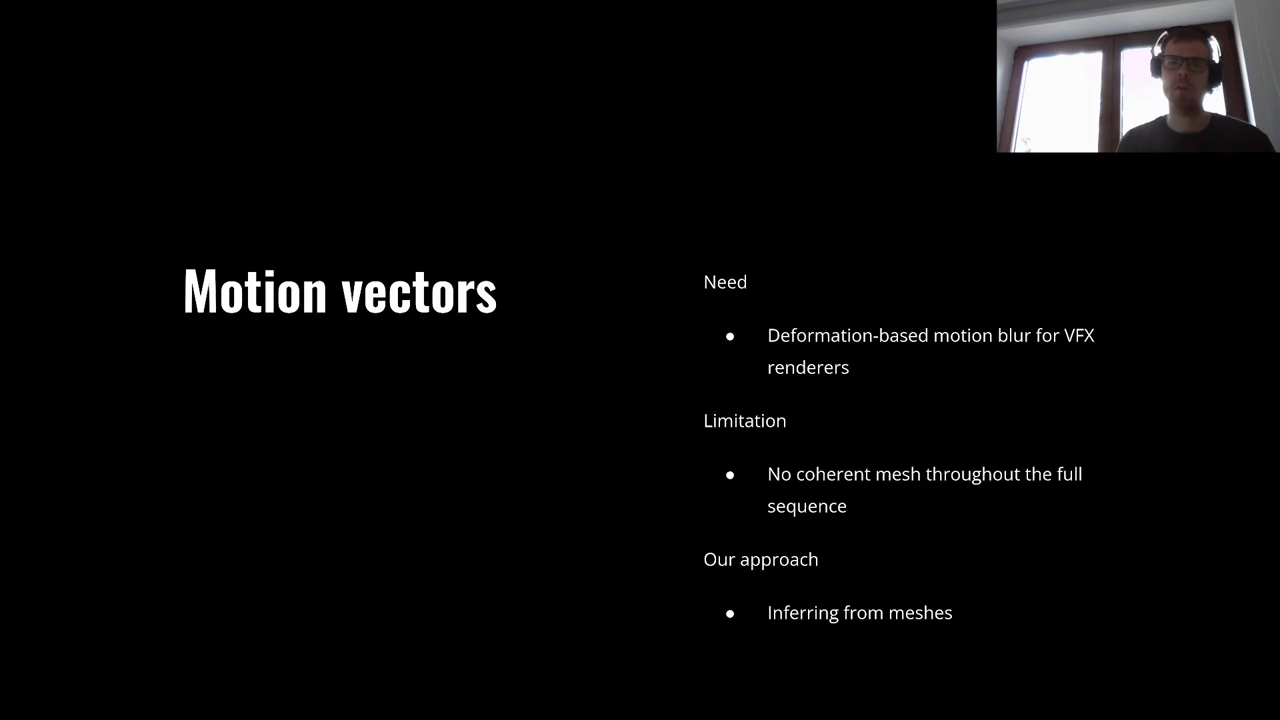 Motion vectors
Need
● Deformation-based motion blur for VFX
renderers
Limitation
● No coherent mesh throughout the full
sequence
Our approach
● Inferring from meshes